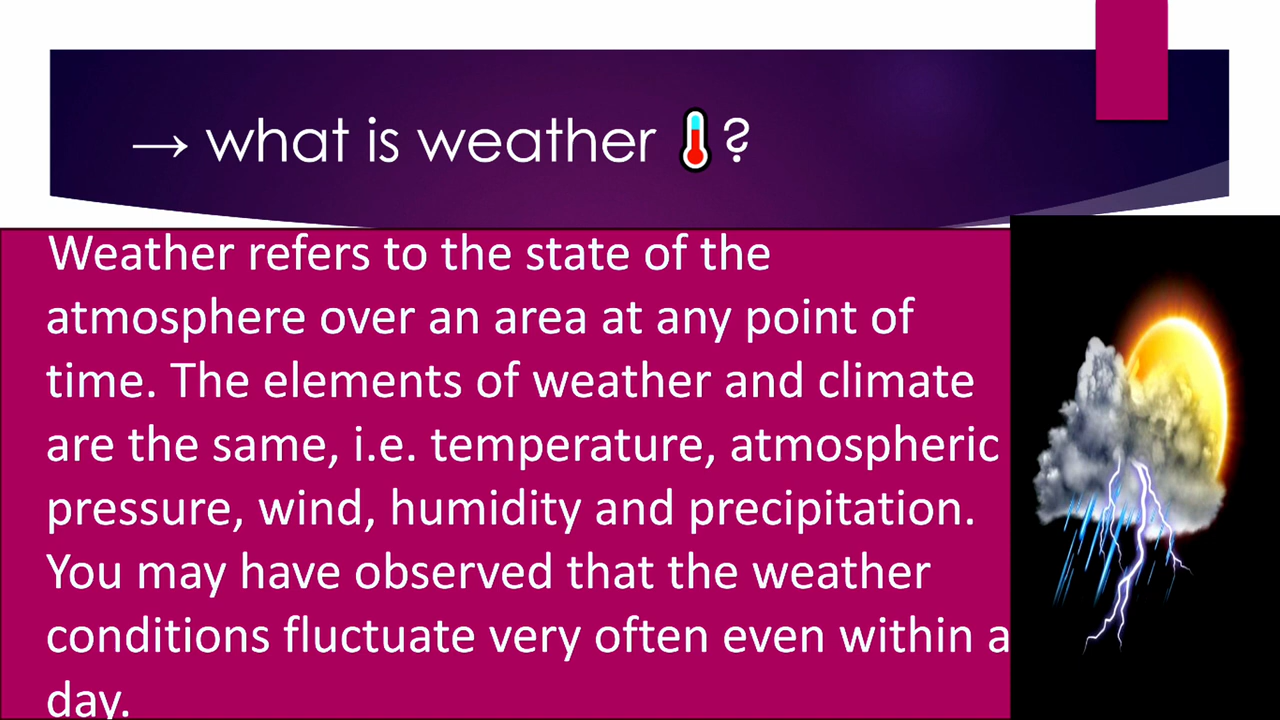 → what is weather 🌡?
Weather refers to the state of the
atmosphere over an area at any point of
time. The elements of weather and climate
are the same, i.e. temperature, atmospheric
pressure, wind, humidity and precipitation.
You may have observed that the weather
conditions fluctuate very often even within a
day.